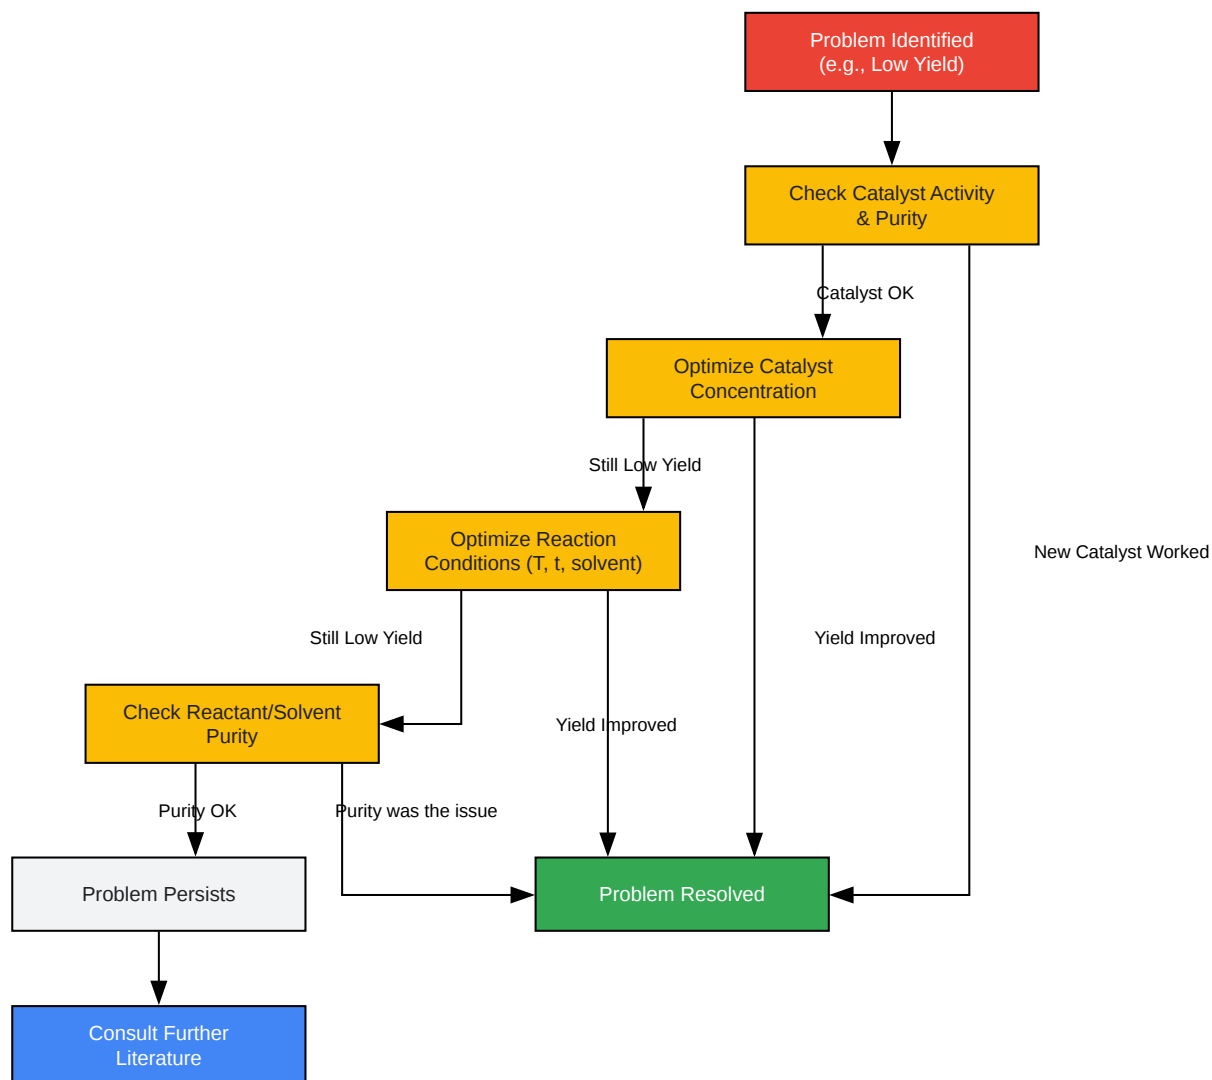 Problem Identified
(e.g., Low Yield)
Check Catalyst Activity
& Purity
Catalyst OK
Optimize Catalyst
Concentration
Still Low Yield
Optimize Reaction
Conditions (T, t, solvent)
New Catalyst Worked
Still Low Yield
Yield Improved
Check Reactant/Solvent
Purity
Yield Improved
Purity OK
Purity was the issue
Problem Persists
Problem Resolved
Consult Further
Literature